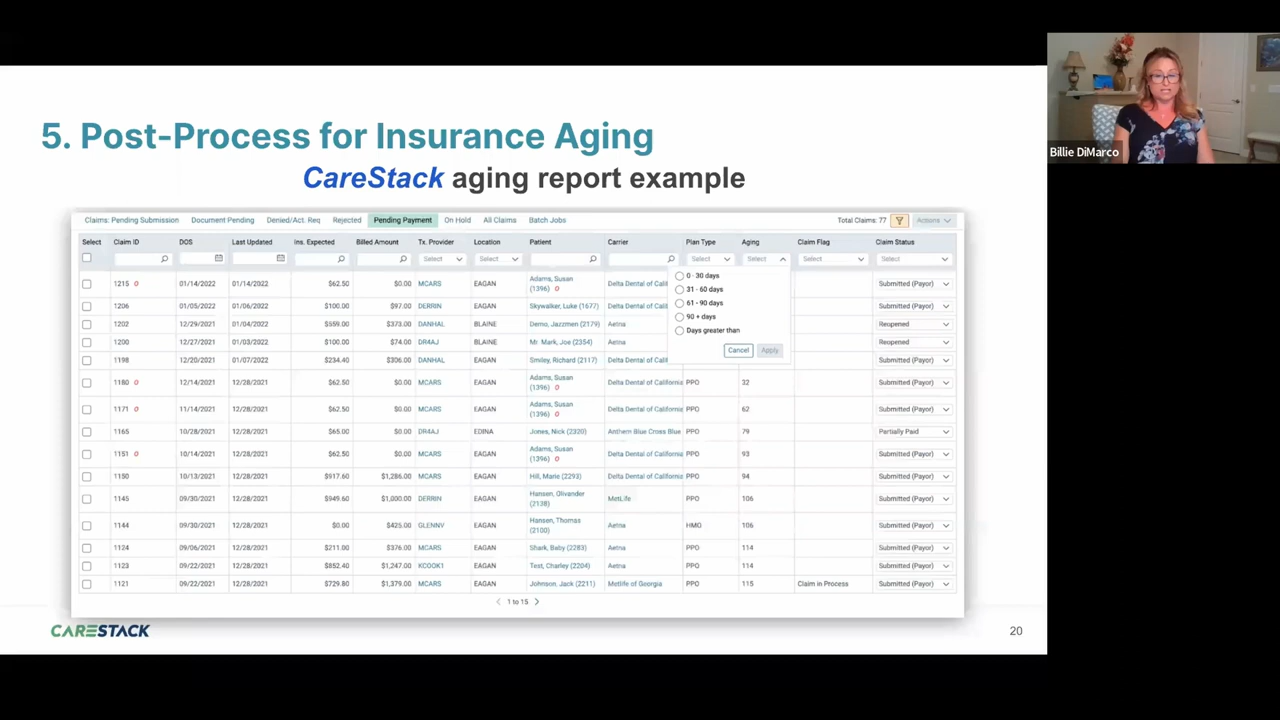 5. Post-Process for Insurance Aging
CareStack aging report example
Claims: Pending Submission Document Pending Denied/Act. Req Rejected Pending Payment On Hold All Claims Batch Jobs Total Claims: 77 Actions
Select Claim ID DOS Last Updated Ins. Expected Billed Amount Tx. Provider Location Patient Carrier Plan Type Aging Claim Flag Claim Status
Select Select Select Select Select Select
0 - 30 days
31 - 60 days
61 - 90 days
90 + days
Days greater than
Cancel Apply
1215 0 01/14/2022 01/14/2022 $62.50 $0.00 MCARS EAGAN Adams, Susan (1396) 0 Delta Dental of Calif Submitted (Payor)
1206 01/05/2022 01/06/2022 $100.00 $97.00 DERRIN EAGAN Skywalker, Luke (1677) Delta Dental of Calif Submitted (Payor)
1202 12/29/2021 01/04/2022 $559.00 $373.00 DANHAL BLAINE Demo, Jazzmen (2179) Aetna Reopened
1200 12/27/2021 01/03/2022 $100.00 $74.00 DR4AJ BLAINE Mr. Mark, Joe (2354) Aetna Reopened
1198 12/20/2021 01/07/2022 $234.40 $306.00 DANHAL EAGAN Smiley, Richard (2117) Delta Dental of Calif Submitted (Payor)
1180 0 12/14/2021 12/28/2021 $62.50 $0.00 MCARS EAGAN Adams, Susan (1396) 0 Delta Dental of California PPO 32 Submitted (Payor)
1171 0 11/14/2021 12/28/2021 $62.50 $0.00 MCARS EAGAN Adams, Susan (1396) 0 Delta Dental of California PPO 62 Submitted (Payor)
1165 10/28/2021 12/28/2021 $65.00 $0.00 DR4AJ EDINA Jones, Nick (2320) Anthem Blue Cross Blue PPO 79 Partially Paid
1151 0 10/14/2021 12/28/2021 $62.50 $0.00 MCARS EAGAN Adams, Susan (1396) 0 Delta Dental of California PPO 93 Submitted (Payor)
1150 10/13/2021 12/28/2021 $917.60 $1,286.00 MCARS EAGAN Hill, Marie (2293) Delta Dental of California PPO 94 Submitted (Payor)
1145 09/30/2021 12/28/2021 $949.60 $1,000.00 DERRIN EAGAN Hansen, Olivander (2138) MetLife PPO 106 Submitted (Payor)
1144 09/30/2021 12/28/2021 $0.00 $425.00 GLENNV EAGAN Hansen, Thomas (2100) Aetna HMO 106 Submitted (Payor)
1124 09/06/2021 12/28/2021 $211.00 $376.00 MCARS EAGAN Shark, Baby (2283) Aetna PPO 114 Submitted (Payor)
1123 09/22/2021 12/28/2021 $852.40 $1,247.00 KCOOK1 EAGAN Test, Charley (2204) Aetna PPO 114 Submitted (Payor)
1121 09/22/2021 12/28/2021 $729.80 $1,379.00 MCARS EAGAN Johnson, Jack (2211) Metlife of Georgia PPO 115 Claim in Process Submitted (Payor)
1 to 15
CARESTACK
20
Billie DiMarco